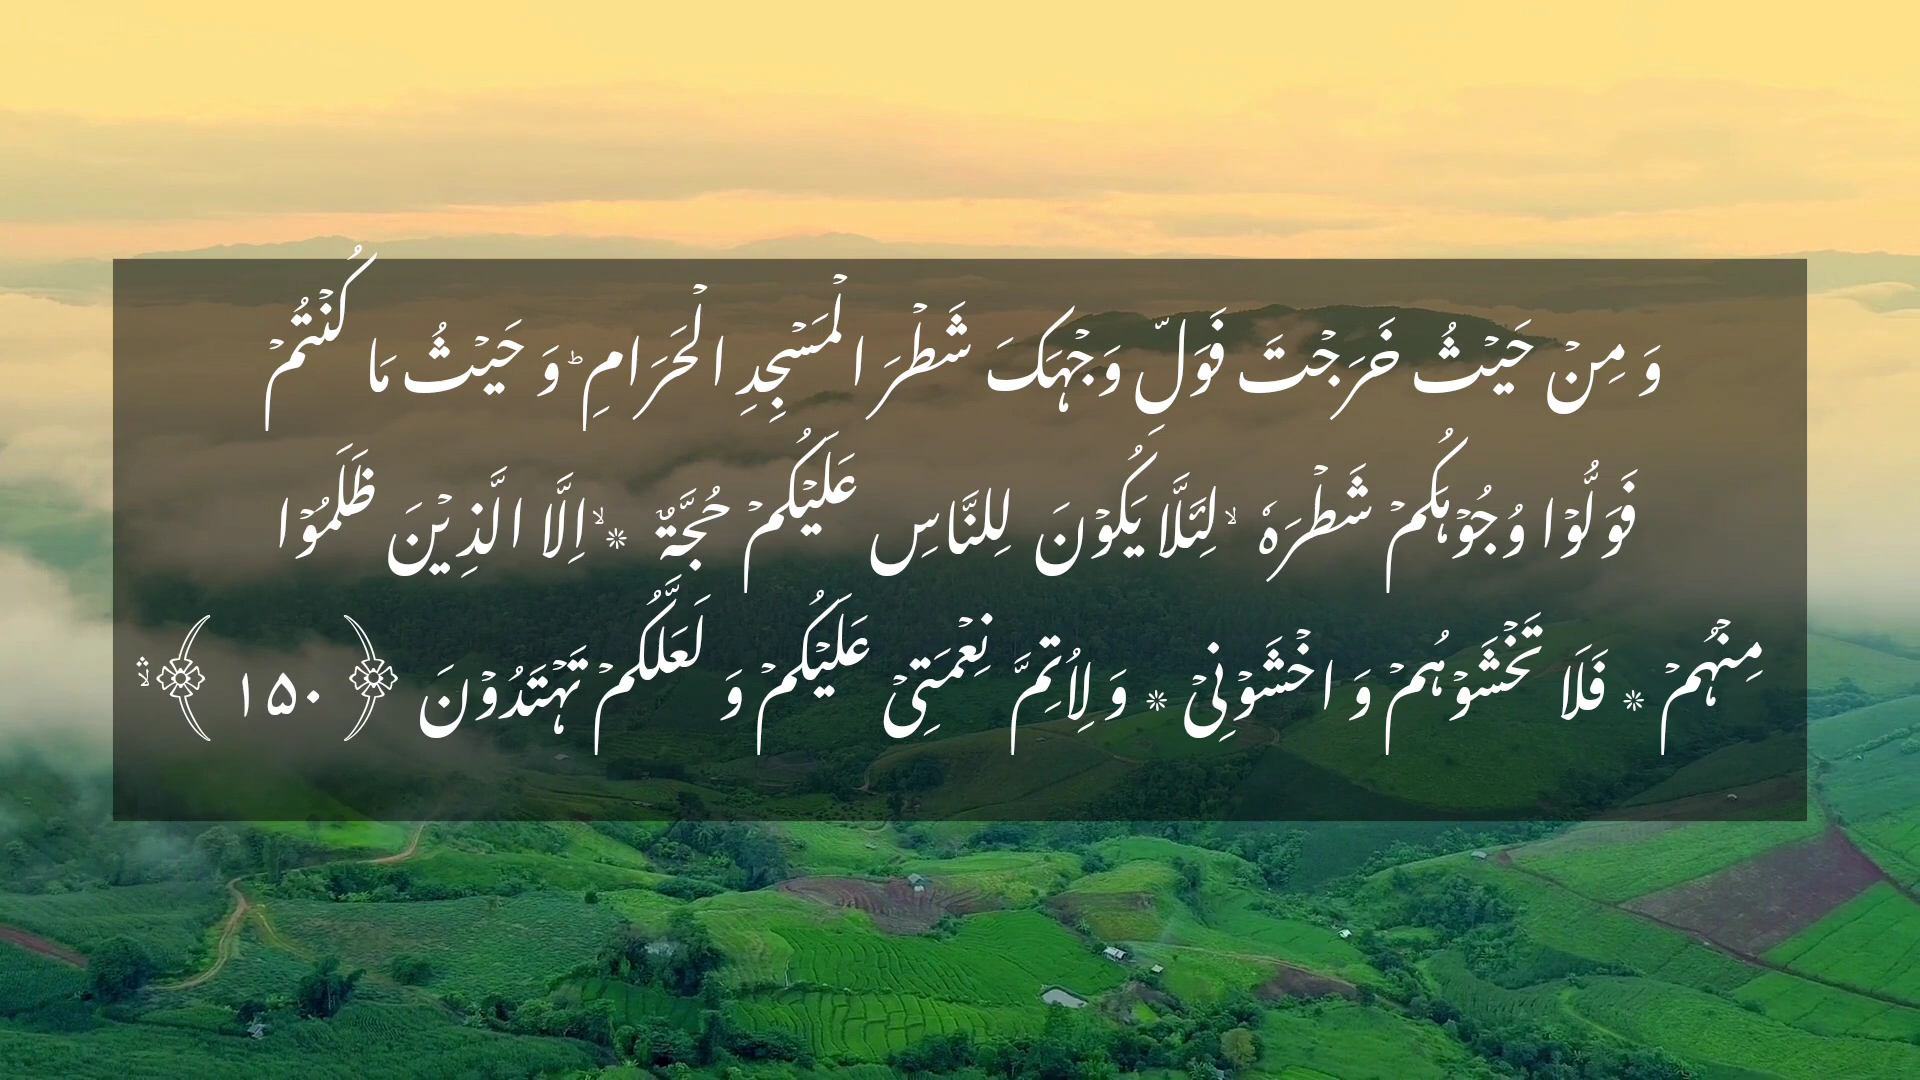 وَ مِنۡ حَیۡثُ خَرَجۡتَ فَوَلِّ وَجۡہَکَ شَطۡرَ الۡمَسۡجِدِ الۡحَرَامِ ؕ وَ حَیۡثُ مَا کُنۡتُمۡ
فَوَلُّوۡا وُجُوۡہَکُمۡ شَطۡرَہٗ ۙ لِئَلَّا یَکُوۡنَ لِلنَّاسِ عَلَیۡکُمۡ حُجَّۃٌ ٭ۙ اِلَّا الَّذِیۡنَ ظَلَمُوۡا
مِنۡہُمۡ ٭ فَلَا تَخۡشَوۡہُمۡ وَ اخۡشَوۡنِیۡ ٭ وَ لِاُتِمَّ نِعۡمَتِیۡ عَلَیۡکُمۡ وَ لَعَلَّکُمۡ تَہۡتَدُوۡنَ ﴿۱۵۰﴾ۙۛ